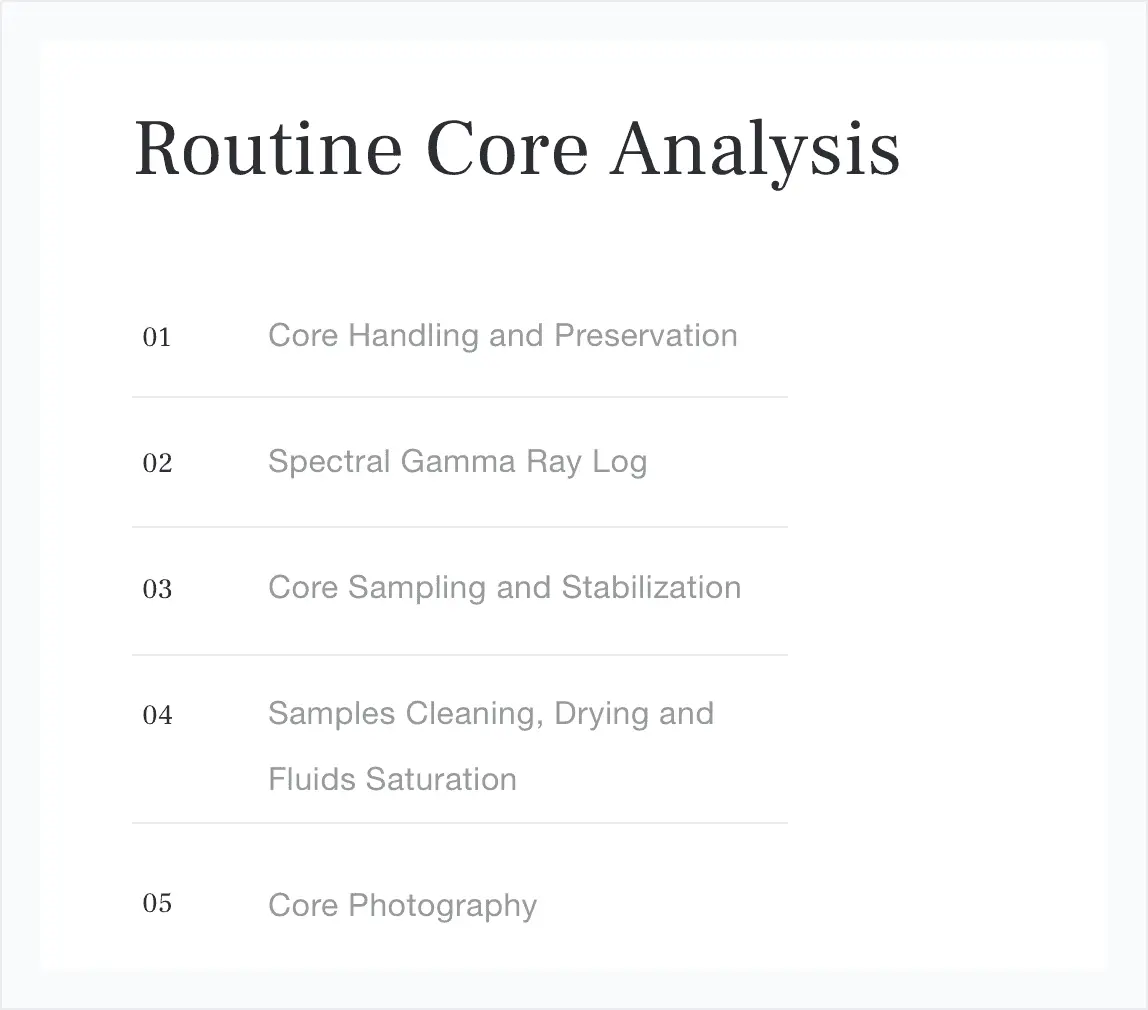 Routine Core Analysis
01 Core Handling and Preservation
02 Spectral Gamma Ray Log
03 Core Sampling and Stabilization
04 Samples Cleaning, Drying and
Fluids Saturation
05 Core Photography